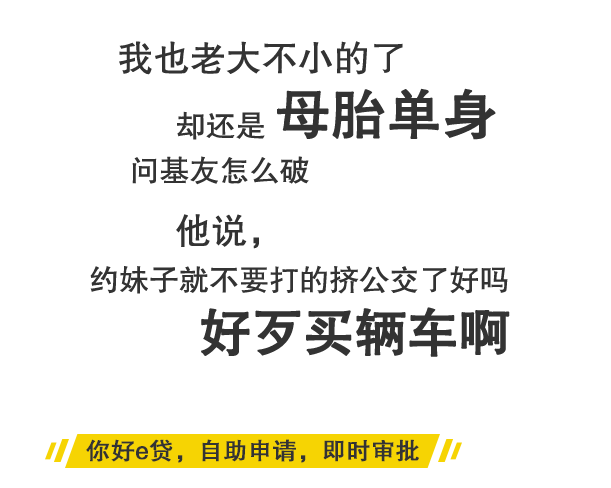 我也老大不小的了
却还是 母胎单身
问基友怎么破
他说，
约妹子就不要打的挤公交了好吗
好歹买辆车啊
你好e贷，自助申请，即时审批